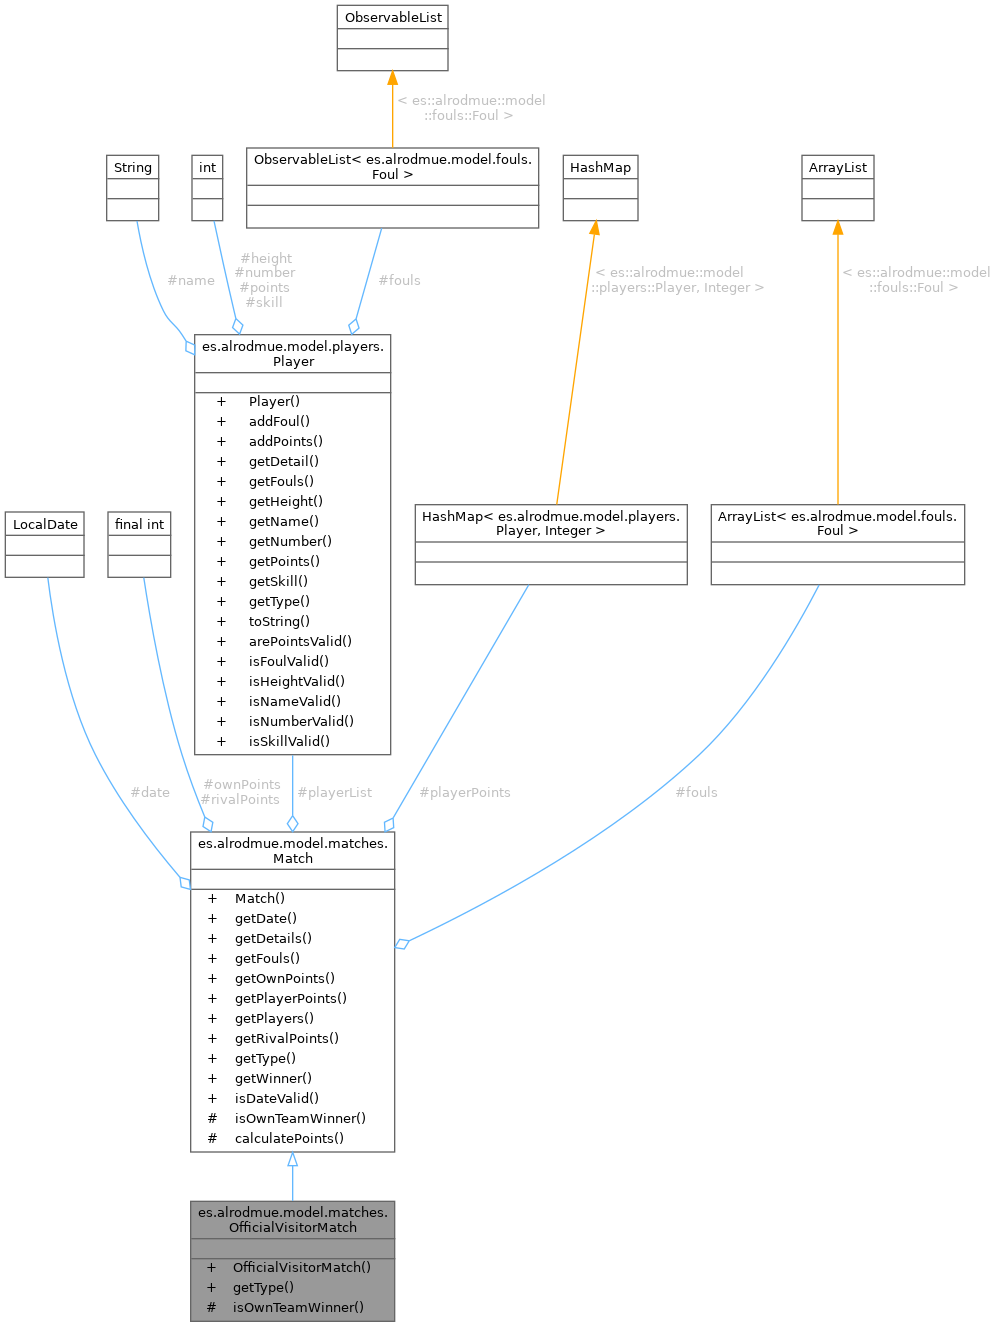 ObservableList
< es::alrodmue::model
::fouls::Foul >
String
int
ObservableList< es.alrodmue.model.fouls.
Foul >
HashMap
ArrayList
#name
#height
#number
#points
#skill
#fouls
< es::alrodmue::model
::players::Player, Integer >
< es::alrodmue::model
::fouls::Foul >
es.alrodmue.model.players.
Player
+ Player()
+ addFoul()
+ addPoints()
+ getDetail()
+ getFouls()
+ getHeight()
+ getName()
+ getNumber()
+ getPoints()
+ getSkill()
+ getType()
+ toString()
+ arePointsValid()
+ isFoulValid()
+ isHeightValid()
+ isNameValid()
+ isNumberValid()
+ isSkillValid()
LocalDate
final int
HashMap< es.alrodmue.model.players.
Player, Integer >
ArrayList< es.alrodmue.model.fouls.
Foul >
#date
#ownPoints
#rivalPoints
#playerList
#playerPoints
#fouls
es.alrodmue.model.matches.
Match
+ Match()
+ getDate()
+ getDetails()
+ getFouls()
+ getOwnPoints()
+ getPlayerPoints()
+ getPlayers()
+ getRivalPoints()
+ getType()
+ getWinner()
+ isDateValid()
# isOwnTeamWinner()
# calculatePoints()
es.alrodmue.model.matches.
OfficialVisitorMatch
+ OfficialVisitorMatch()
+ getType()
# isOwnTeamWinner()